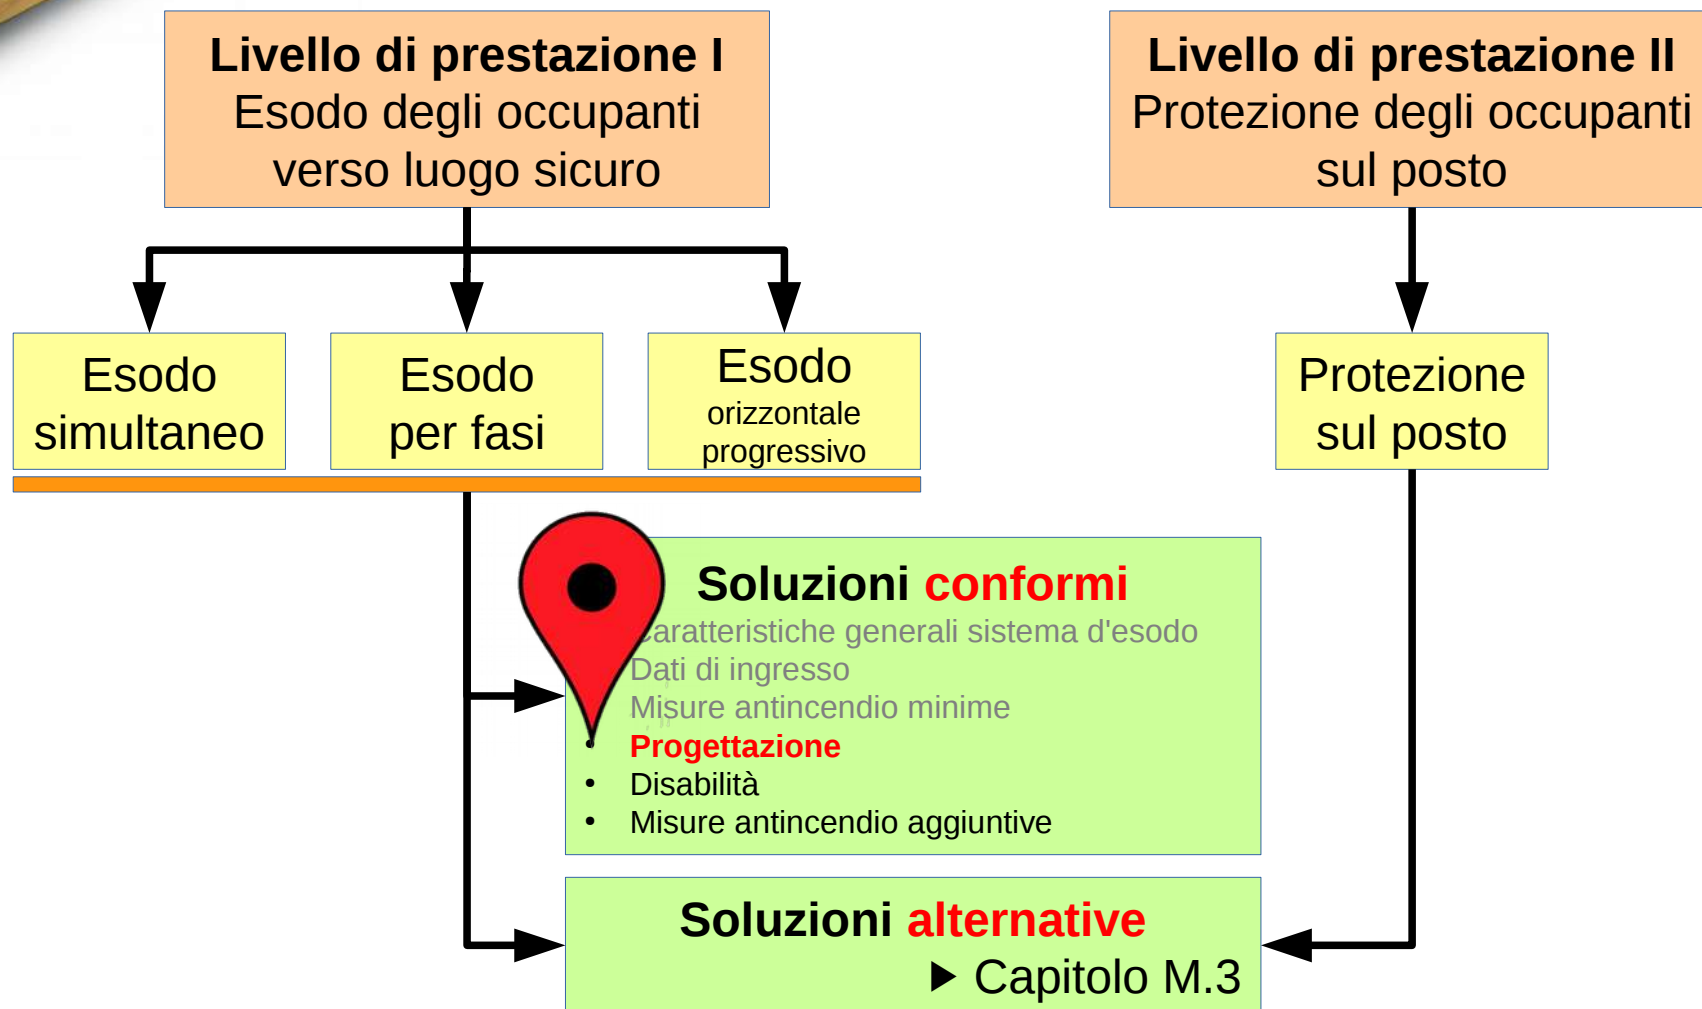 Livello di prestazione I
Esodo degli occupanti
verso luogo sicuro
Livello di prestazione II
Protezione degli occupanti
sul posto
Esodo
simultaneo
Esodo
per fasi
Esodo
orizzontale
progressivo
Protezione
sul posto
Soluzioni conformi
Caratteristiche generali sistema d'esodo
Dati di ingresso
Misure antincendio minime
• Progettazione
• Disabilità
• Misure antincendio aggiuntive
Soluzioni alternative
▶ Capitolo M.3